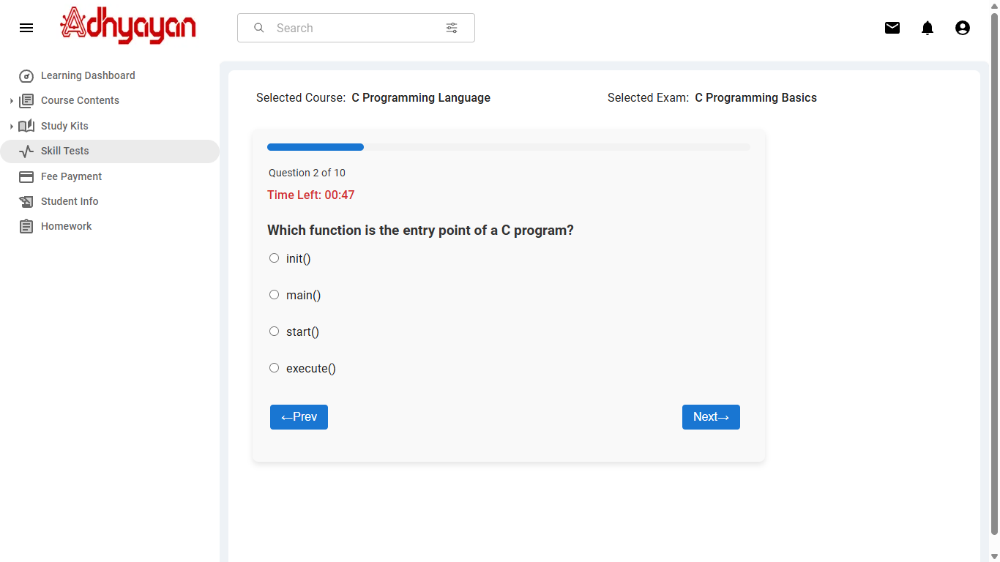 Adhyayan
Search
Learning Dashboard
Course Contents
Study Kits
Skill Tests
Fee Payment
Student Info
Homework
Selected Course: C Programming Language
Selected Exam: C Programming Basics
Question 2 of 10
Time Left: 00:47
Which function is the entry point of a C program?
init()
main()
start()
execute()
←Prev
Next→